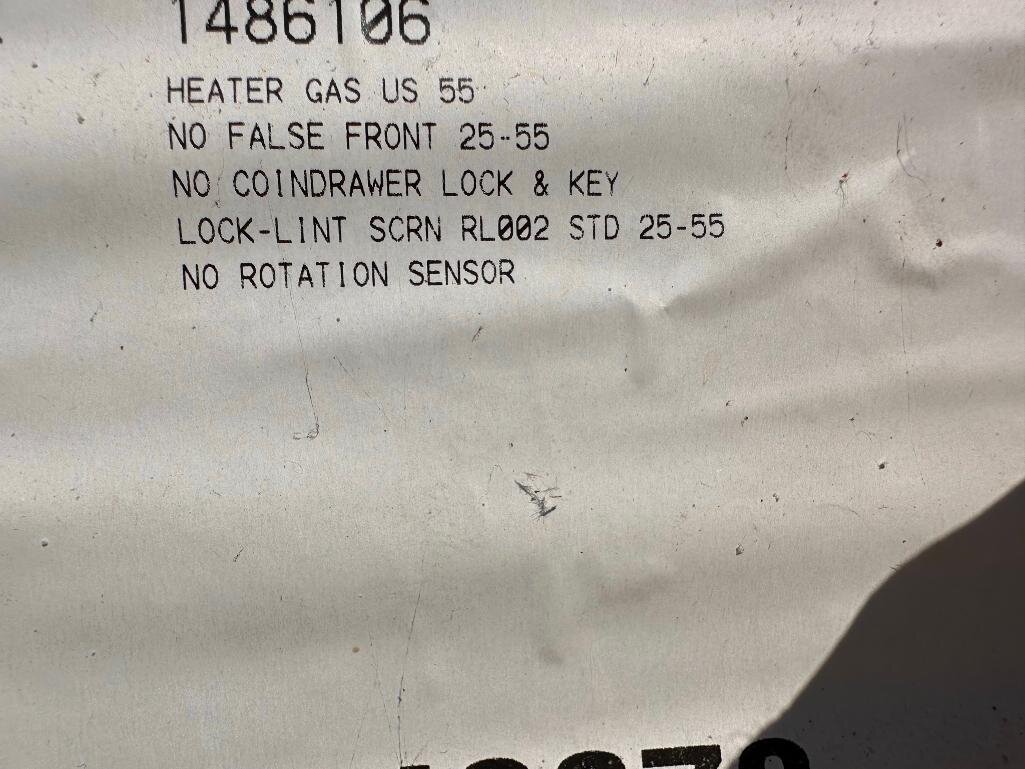 1486106
HEATER GAS US 55
NO FALSE FRONT 25-55
NO COINDRAWER LOCK & KEY
LOCK-LINT SCRN RL002 STD 25-55
NO ROTATION SENSOR